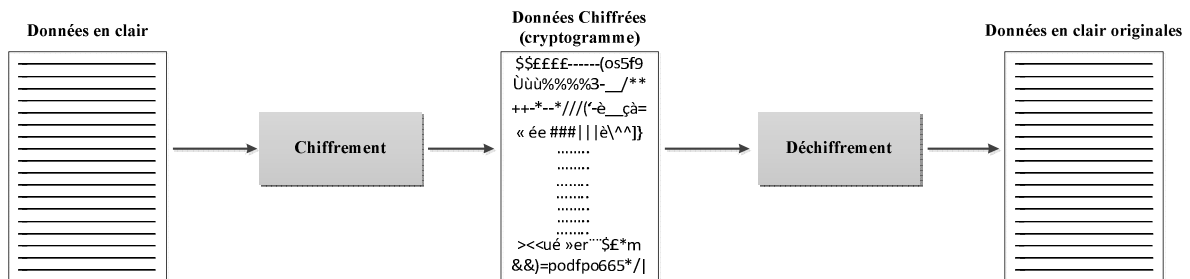 Données en clair
Chiffrement
Données Chiffrées
(cryptogramme)
$$££££------(os5f9
Ùùù%%%%3-__/**
++-*--*///(‘-è__çà=
« ée ###|||è\^^]}
........
........
........
........
........
........
........
><<ué »er¨¨$£*m
&&)=podfpo665*/|
Déchiffrement
Données en clair originales